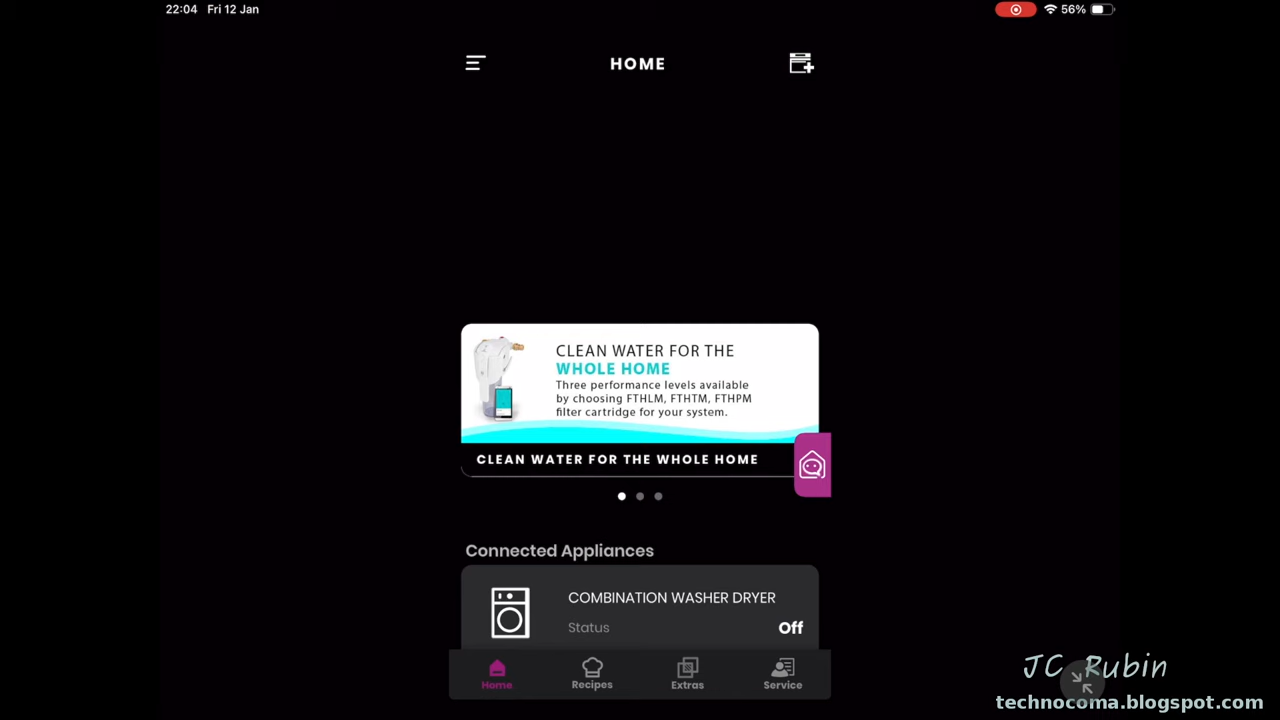 22:04 Fri 12 Jan
56%
HOME
CLEAN WATER FOR THE
WHOLE HOME
Three performance levels available
by choosing FTHLM, FTHTM, FTHPM
filter cartridge for your system.
CLEAN WATER FOR THE WHOLE HOME
Connected Appliances
COMBINATION WASHER DRYER
Status Off
Home Recipes Extras Service
JC Rubin
technocoma.blogspot.com